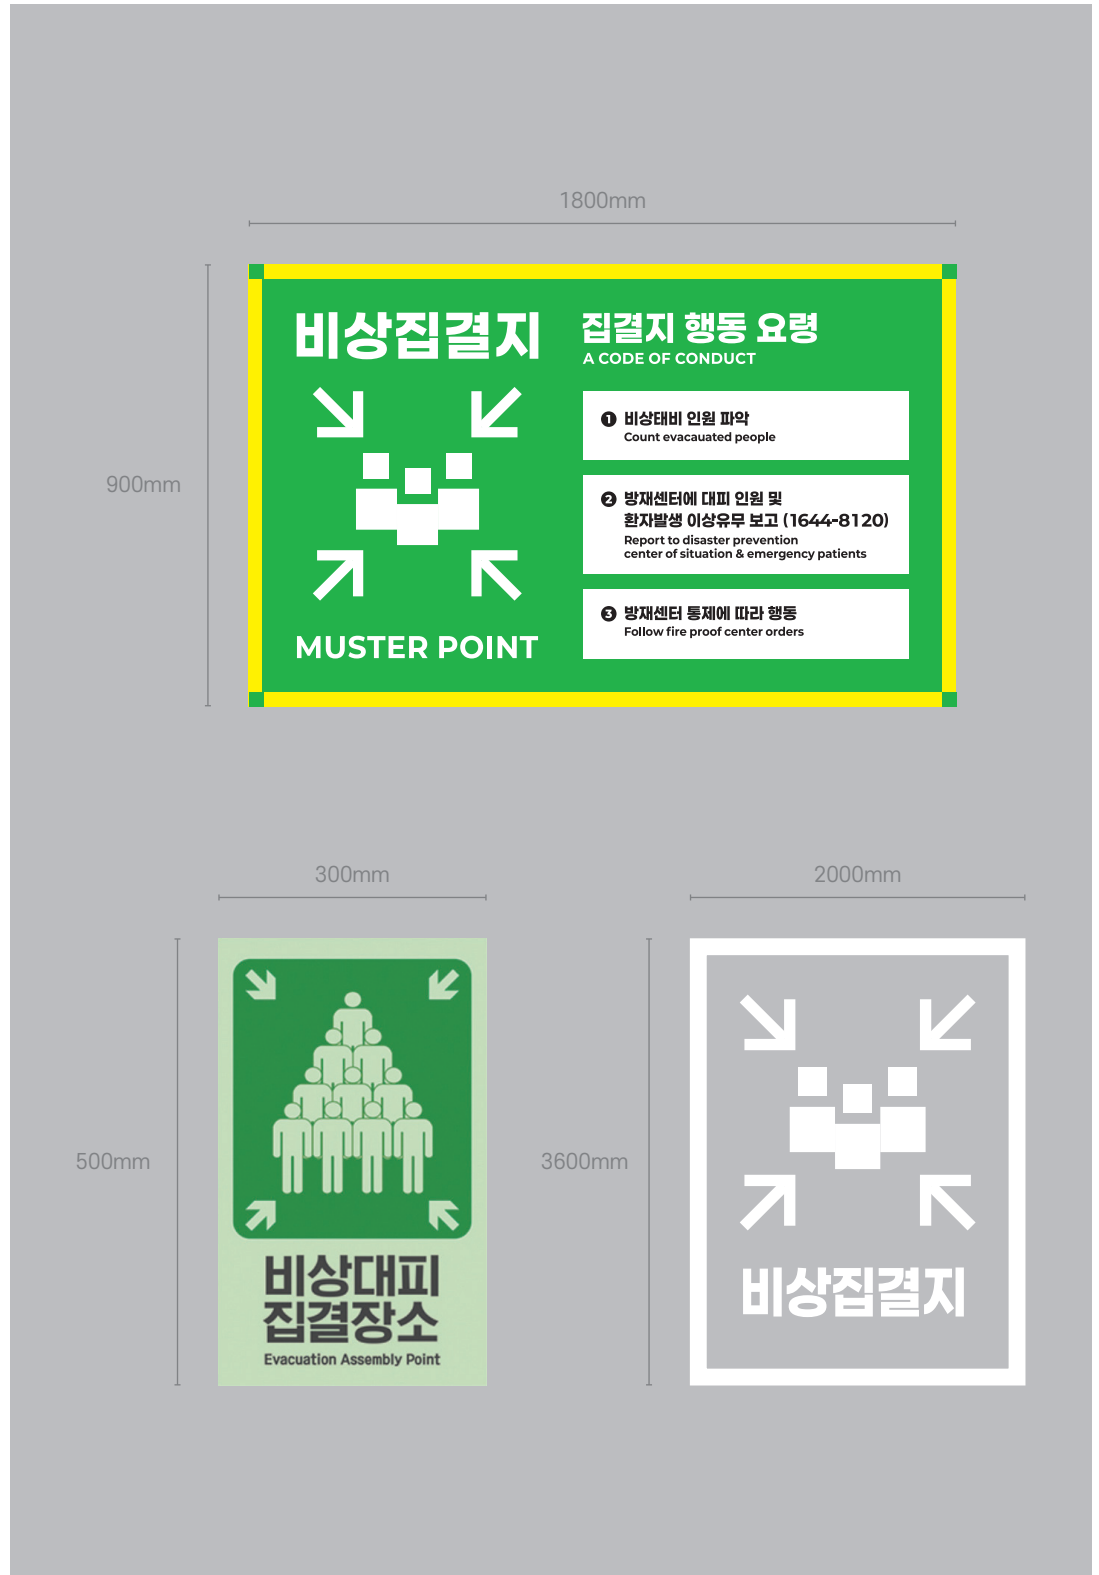 1800mm
900mm
비상집결지
MUSTER POINT
집결지 행동 요령
A CODE OF CONDUCT
1 비상태비 인원 파악
Count evacauated people
2 방재센터에 대피 인원 및
환자발생 이상유무 보고 (1644-8120)
Report to disaster prevention
center of situation & emergency patients
3 방재센터 통제에 따라 행동
Follow fire proof center orders
300mm
500mm
비상대피
집결장소
Evacuation Assembly Point
2000mm
3600mm
비상집결지